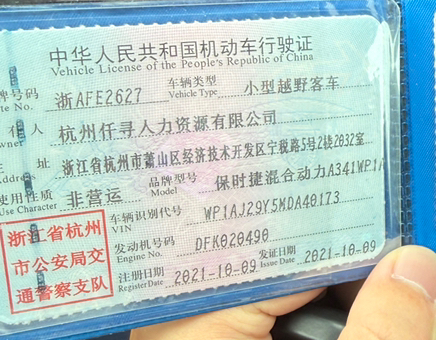 中华人民共和国机动车行驶证
Vehicle License of the People's Republic of China
牌号码 浙AFE2627 车辆类型 小型越野客车
te No. Vehicle Type
人 杭州仟寻人力资源有限公司
wner
址 浙江省杭州市萧山区经济技术开发区宁税路5号2幢2032室
Address
使用性质 非营运 品牌型号 保时捷混合动力A341WP1A
Use Character Model
车辆识别代号 WP1AJ29Y5MDA40173
VIN
发动机号码 DFK020490
Engine No.
注册日期 2021-10-09 发证日期 2021-10-09
Register Date Issue Date
浙江省杭州
市公安局交
通警察支队